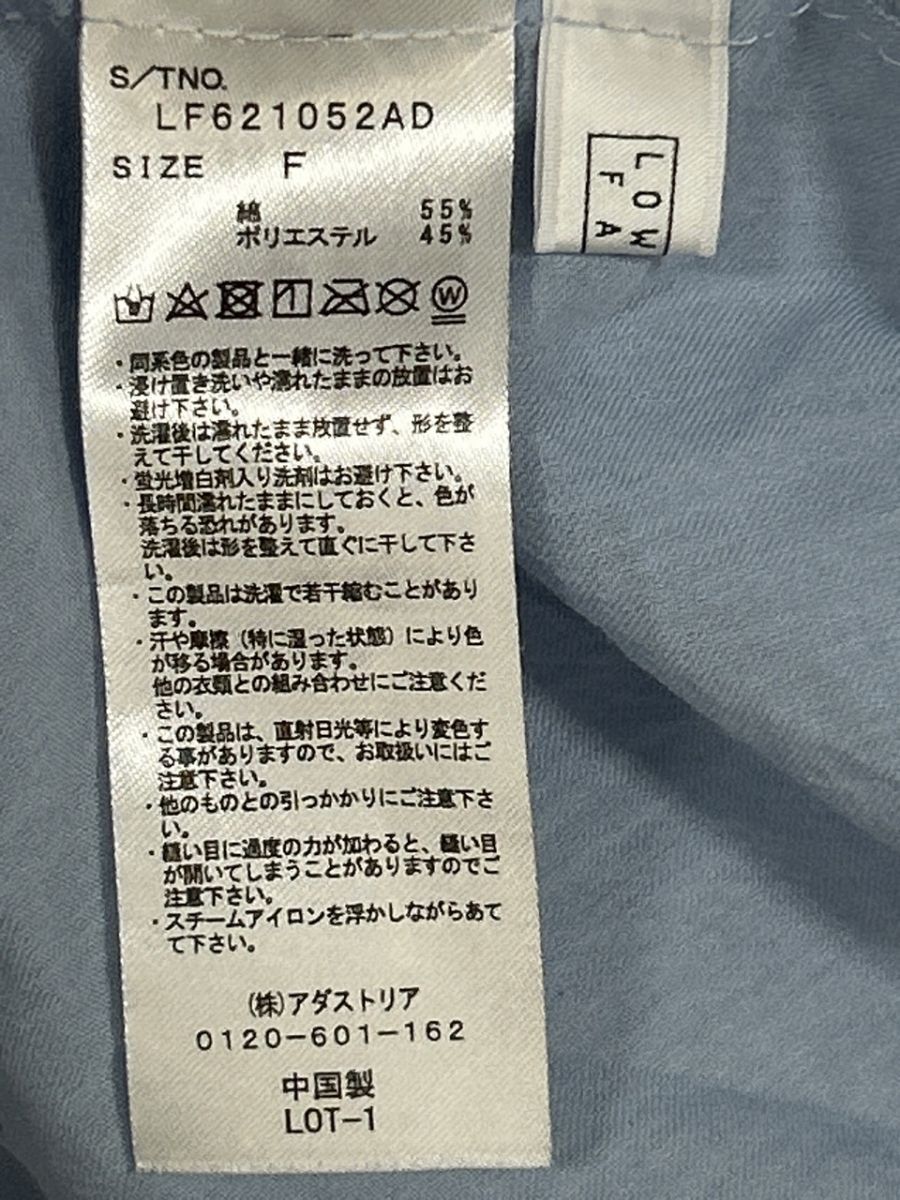 S/TNO.
LF621052AD
SIZE F
綿 55%
ポリエステル 45%
W
・同系色の製品と一緒に洗って下さい。
・浸け置き洗いや濡れたままの放置はお
避け下さい。
・洗濯後は濡れたまま放置せず、形を整
えて干してください。
・蛍光増白剤入り洗剤はお避け下さい。
・長時間濡れたままにしておくと、色が
落ちる恐れがあります。
洗濯後は形を整えて直ぐに干して下さ
い。
・この製品は洗濯で若干縮むことがあり
ます。
・汗や摩擦（特に湿った状態）により色
が移る場合があります。
他の衣類との組み合わせにご注意くだ
さい。
・この製品は、直射日光等により変色す
る事がありますので、お取扱いにはご
注意下さい。
・他のものとの引っかかりにご注意下さ
い。
・縫い目に過度の力が加わると、縫い目
が開いてしまうことがありますのでご
注意下さい。
・スチームアイロンを浮かしながらあて
て下さい。
(株)アダストリア
0120-601-162
中国製
LOT-1
LOW
FA